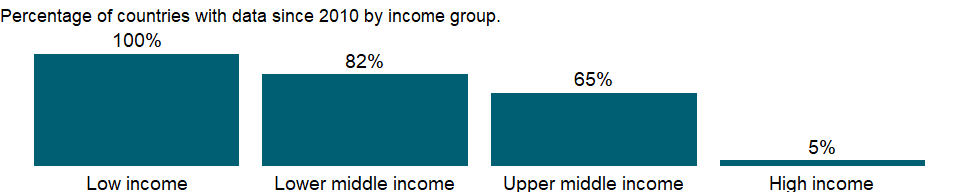 Percentage of countries with data since 2010 by income group.
100%
82%
65%
5%
Low income
Lower middle income
Upper middle income
High income